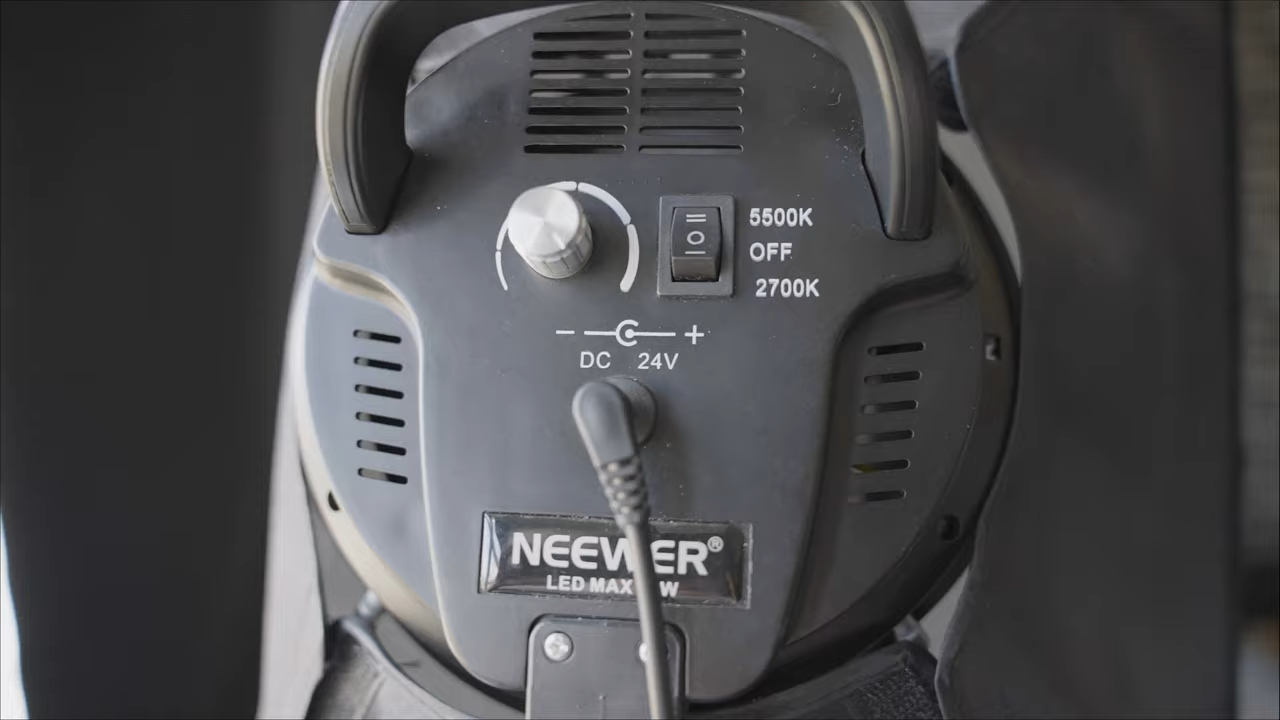 5500K
OFF
2700K
− +
DC 24V
NEEWER®
LED MAX W